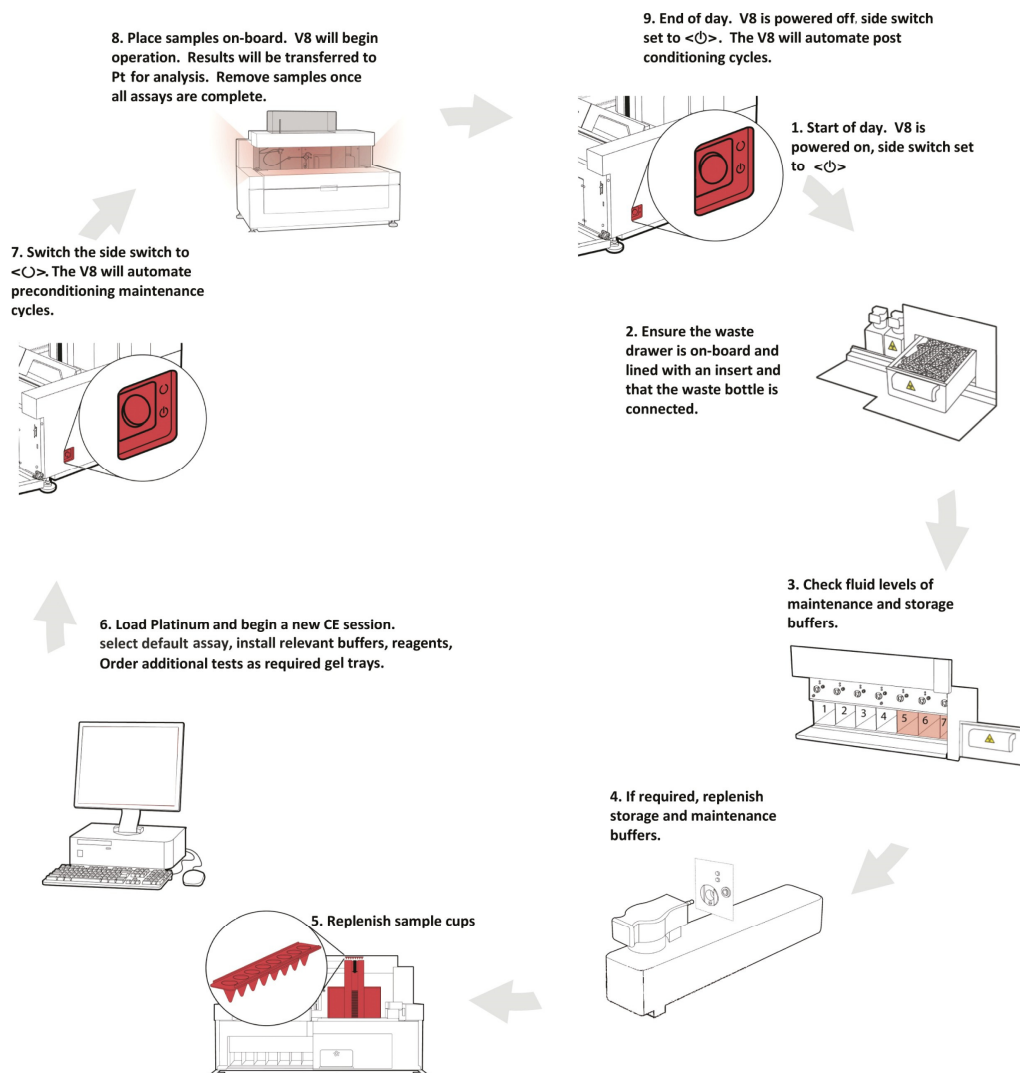 8. Place samples on-board. V8 will begin
operation. Results will be transferred to
Pt for analysis. Remove samples once
all assays are complete.
9. End of day. V8 is powered off, side switch
set to <⏻>. The V8 will automate post
conditioning cycles.
1. Start of day. V8 is
powered on, side switch set
to <⏻>
7. Switch the side switch to
<◯>. The V8 will automate
preconditioning maintenance
cycles.
2. Ensure the waste
drawer is on-board and
lined with an insert and
that the waste bottle is
connected.
3. Check fluid levels of
maintenance and storage
buffers.
1 2 3 4 5 6 7
6. Load Platinum and begin a new CE session.
select default assay, install relevant buffers, reagents,
Order additional tests as required gel trays.
4. If required, replenish
storage and maintenance
buffers.
5. Replenish sample cups